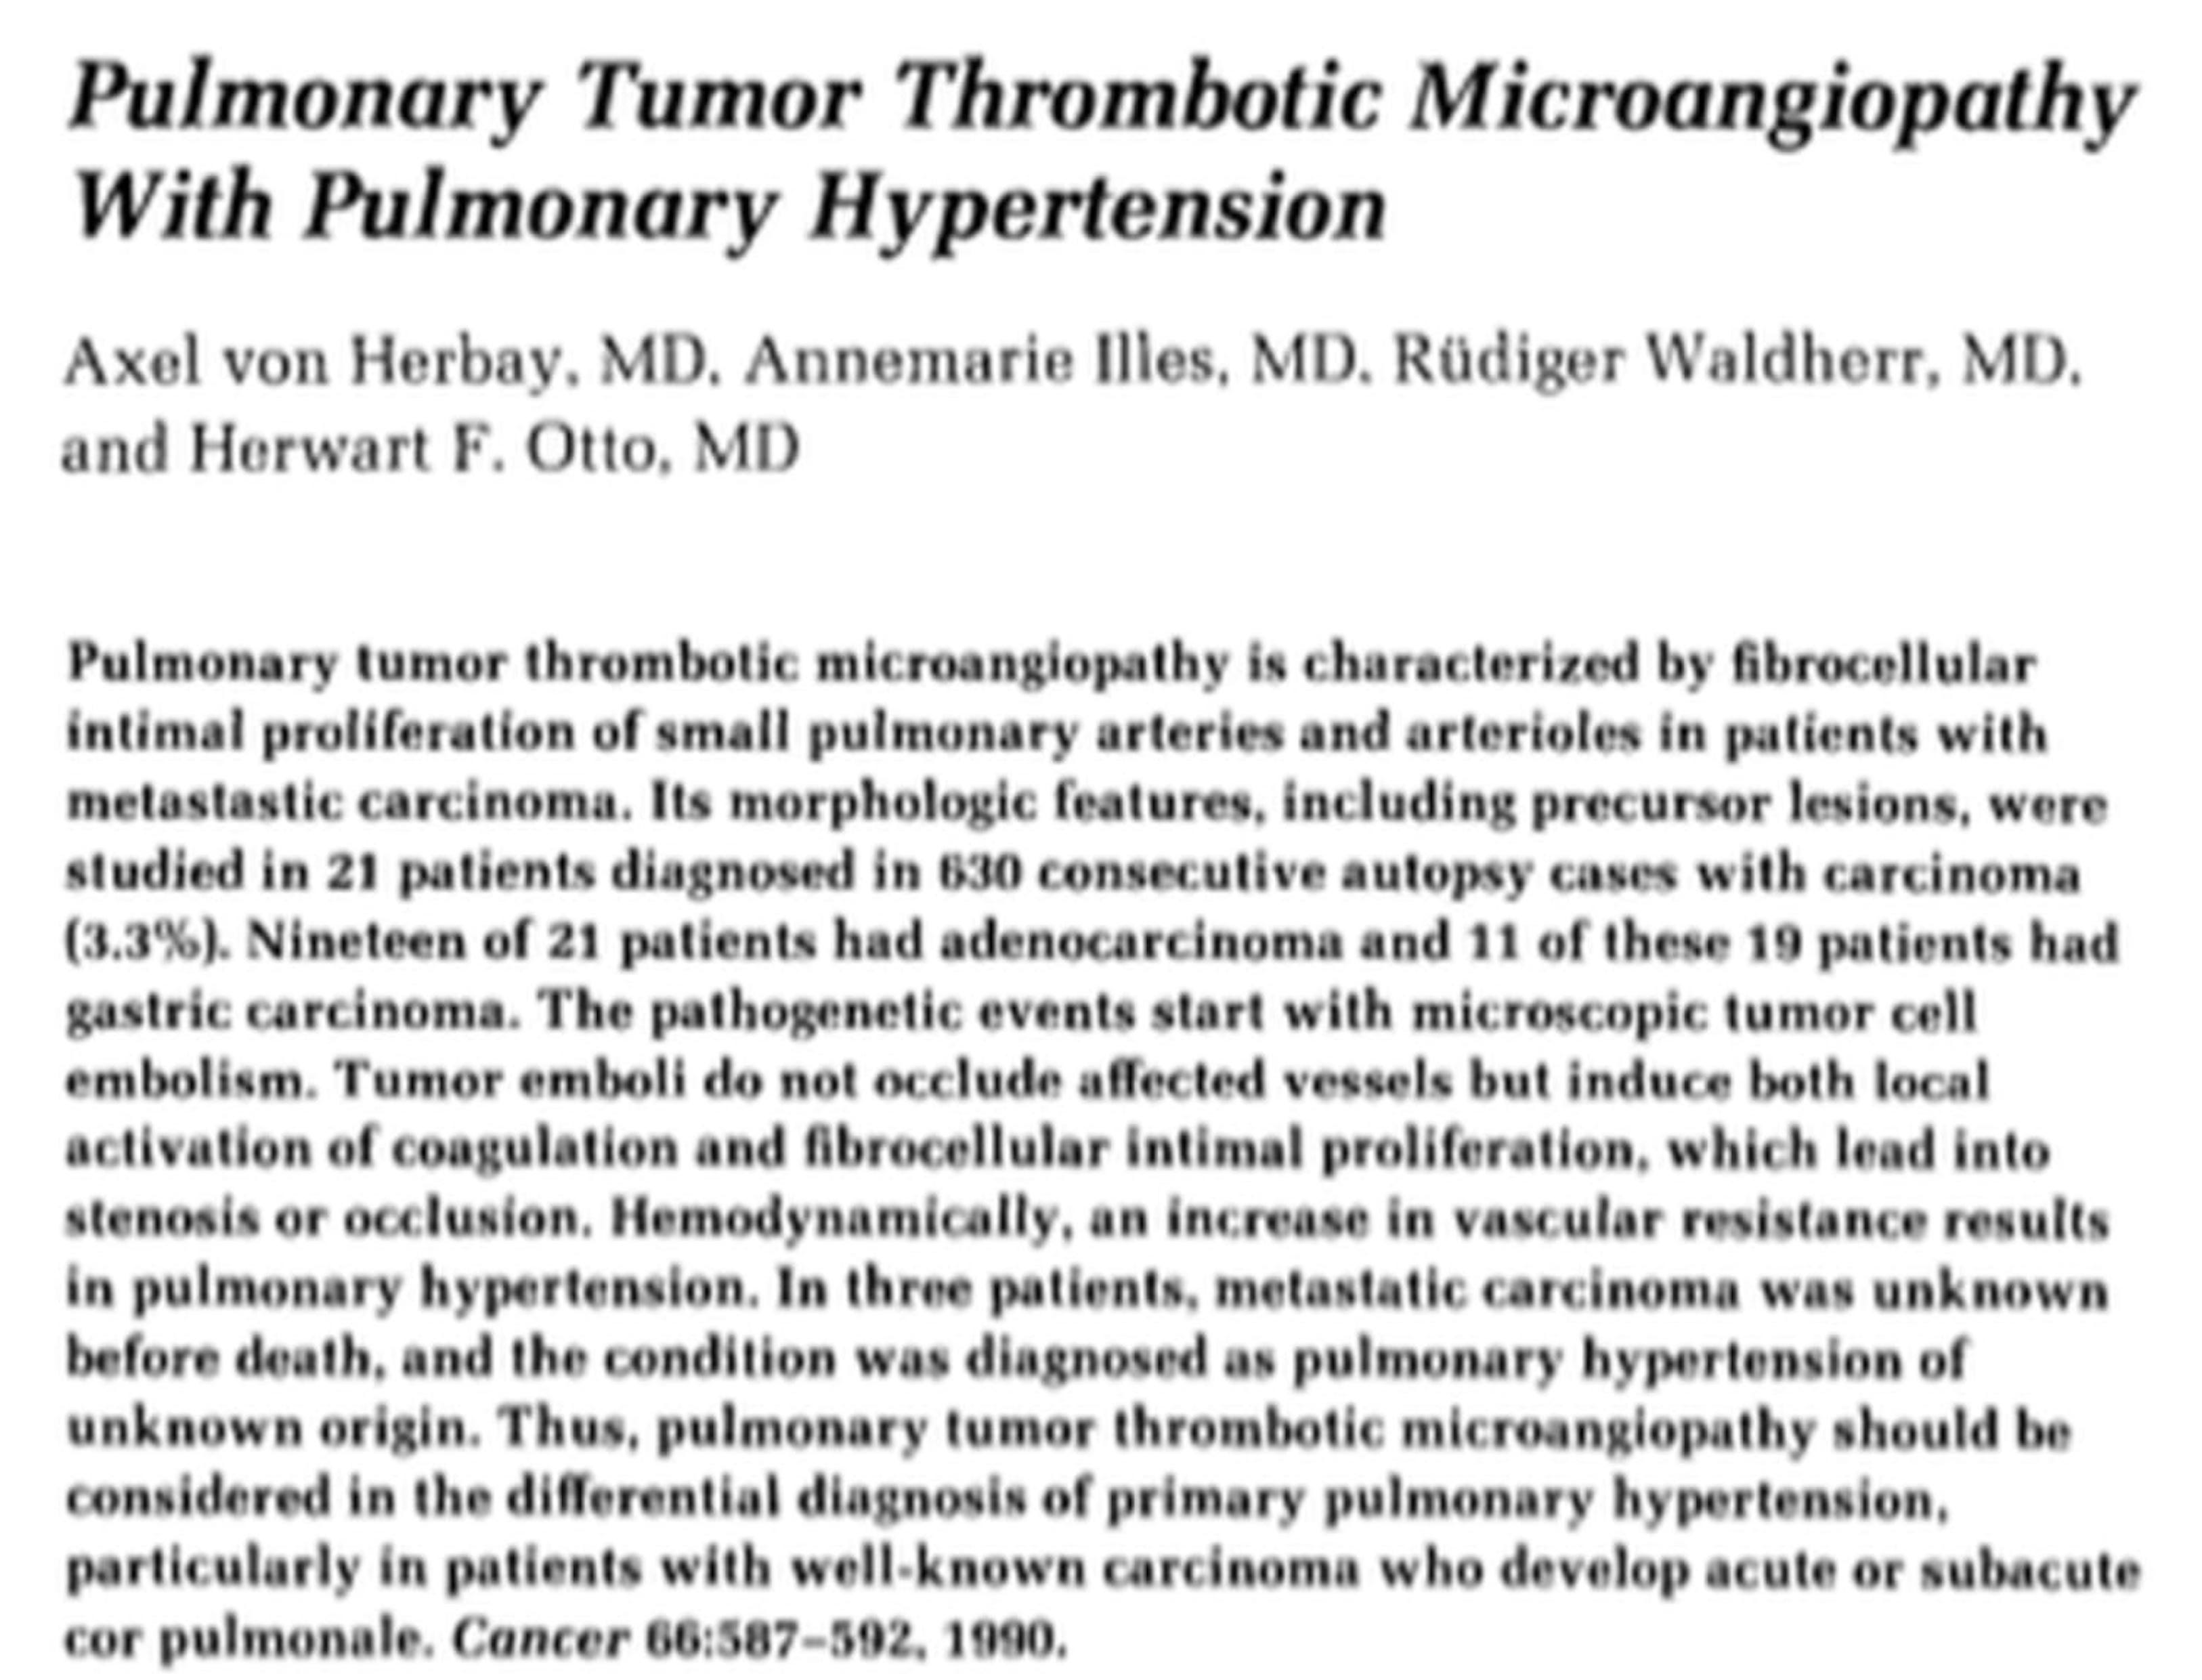 Pulmonary Tumor Thrombotic Microangiopathy
With Pulmonary Hypertension
Axel von Herbay, MD, Annemarie Illes, MD, Rüdiger Waldherr, MD,
and Herwart F. Otto, MD
Pulmonary tumor thrombotic microangiopathy is characterized by fibrocellular
intimal proliferation of small pulmonary arteries and arterioles in patients with
metastastic carcinoma. Its morphologic features, including precursor lesions, were
studied in 21 patients diagnosed in 630 consecutive autopsy cases with carcinoma
(3.3%). Nineteen of 21 patients had adenocarcinoma and 11 of these 19 patients had
gastric carcinoma. The pathogenetic events start with microscopic tumor cell
embolism. Tumor emboli do not occlude affected vessels but induce both local
activation of coagulation and fibrocellular intimal proliferation, which lead into
stenosis or occlusion. Hemodynamically, an increase in vascular resistance results
in pulmonary hypertension. In three patients, metastatic carcinoma was unknown
before death, and the condition was diagnosed as pulmonary hypertension of
unknown origin. Thus, pulmonary tumor thrombotic microangiopathy should be
considered in the differential diagnosis of primary pulmonary hypertension,
particularly in patients with well-known carcinoma who develop acute or subacute
cor pulmonale. Cancer 66:587–592, 1990.